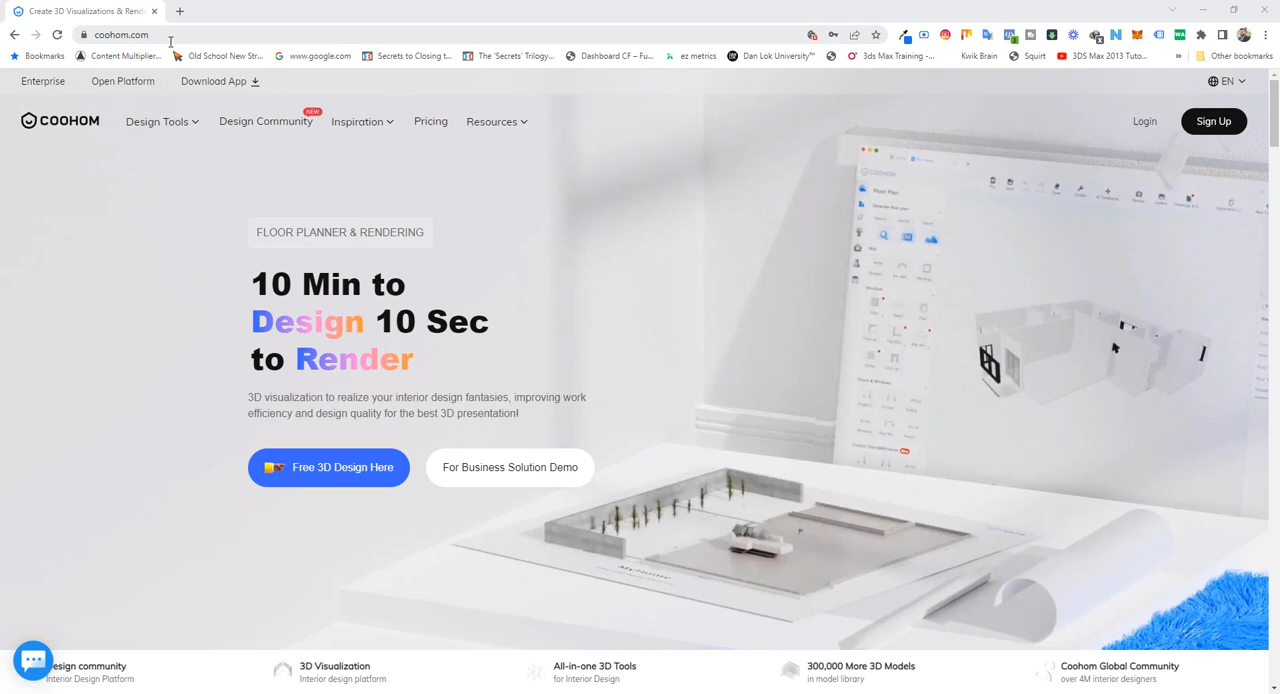 Create 3D Visualizations & Rend
coohom.com
Bookmarks
Content Multiplier...
Old School New Str...
www.google.com
Secrets to Closing t...
The 'Secrets' Trilogy...
Dashboard CF – Fu...
ez metrics
Dan Lok University™
3ds Max Training -...
Kwik Brain
Squirt
3DS Max 2013 Tuto...
»
Other bookmarks
Enterprise
Open Platform
Download App
EN
COOHOM
Design Tools
Design Community
NEW
Inspiration
Pricing
Resources
Login
Sign Up
COOHOM
Floor Plan
FLOOR PLANNER & RENDERING
10 Min to
Design 10 Sec
to Render
3D visualization to realize your interior design fantasies, improving work
efficiency and design quality for the best 3D presentation!
Free 3D Design Here
For Business Solution Demo
MyHome
esign community
Interior Design Platform
3D Visualization
Interior design platform
All-in-one 3D Tools
for Interior Design
300,000 More 3D Models
in model library
Coohom Global Community
over 4M interior designers